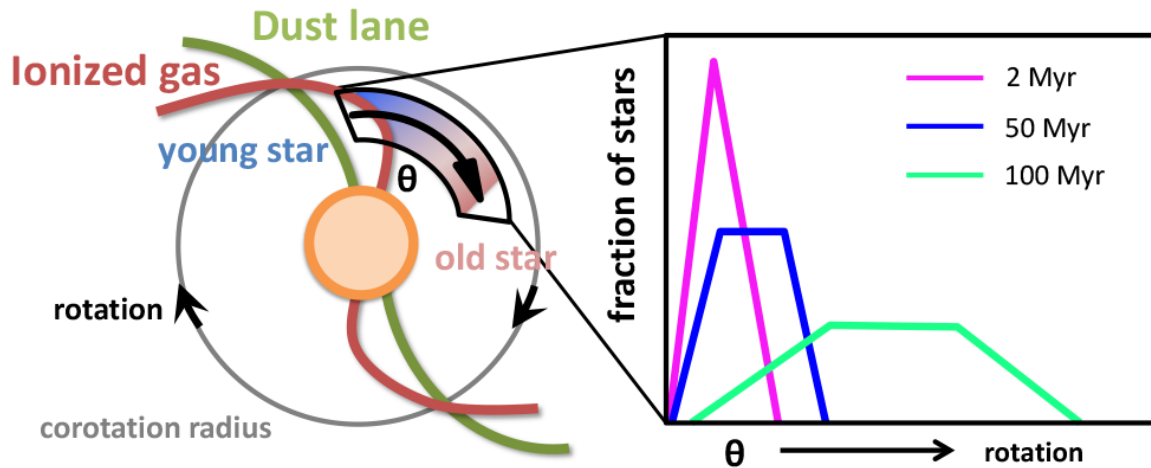 Dust lane
Ionized gas
young star
θ
old star
rotation
corotation radius
fraction of stars
2 Myr
50 Myr
100 Myr
θ
rotation